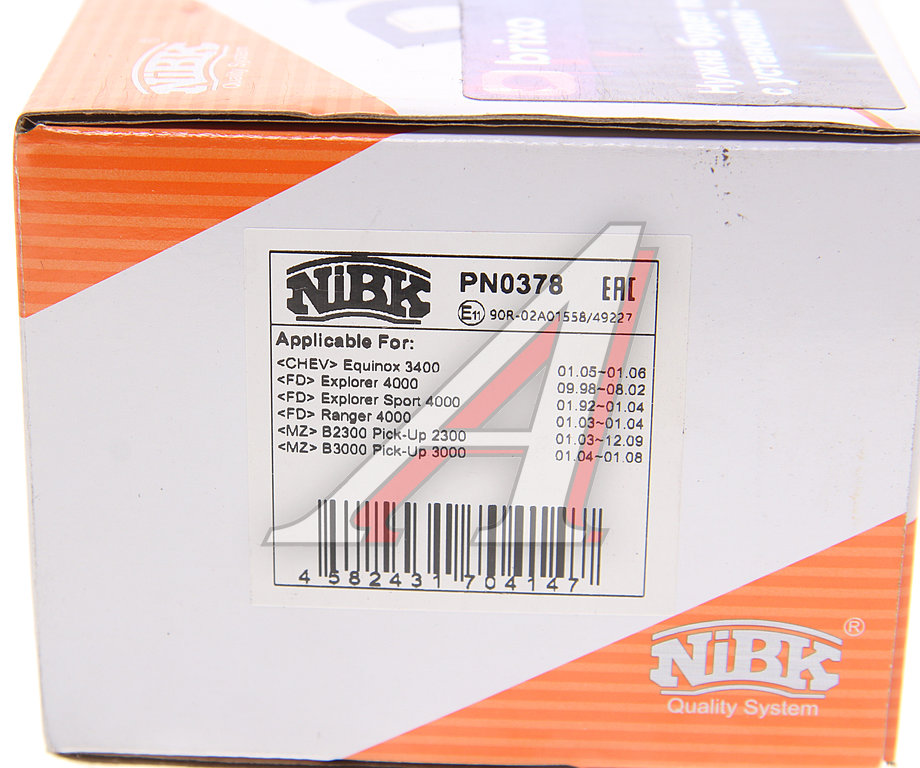 NiBK
Quality System
brixo
Нужна
с установкой
NiBK PN0378 EAC
E11 90R-02A01558/49227
Applicable For:
<CHEV> Equinox 3400 01.05~01.06
<FD> Explorer 4000 09.98~08.02
<FD> Explorer Sport 4000 01.92~01.04
<FD> Ranger 4000 01.03~01.04
<MZ> B2300 Pick-Up 2300 01.03~12.09
<MZ> B3000 Pick-Up 3000 01.04~01.08
4 582431 704147
NiBK ®
Quality System